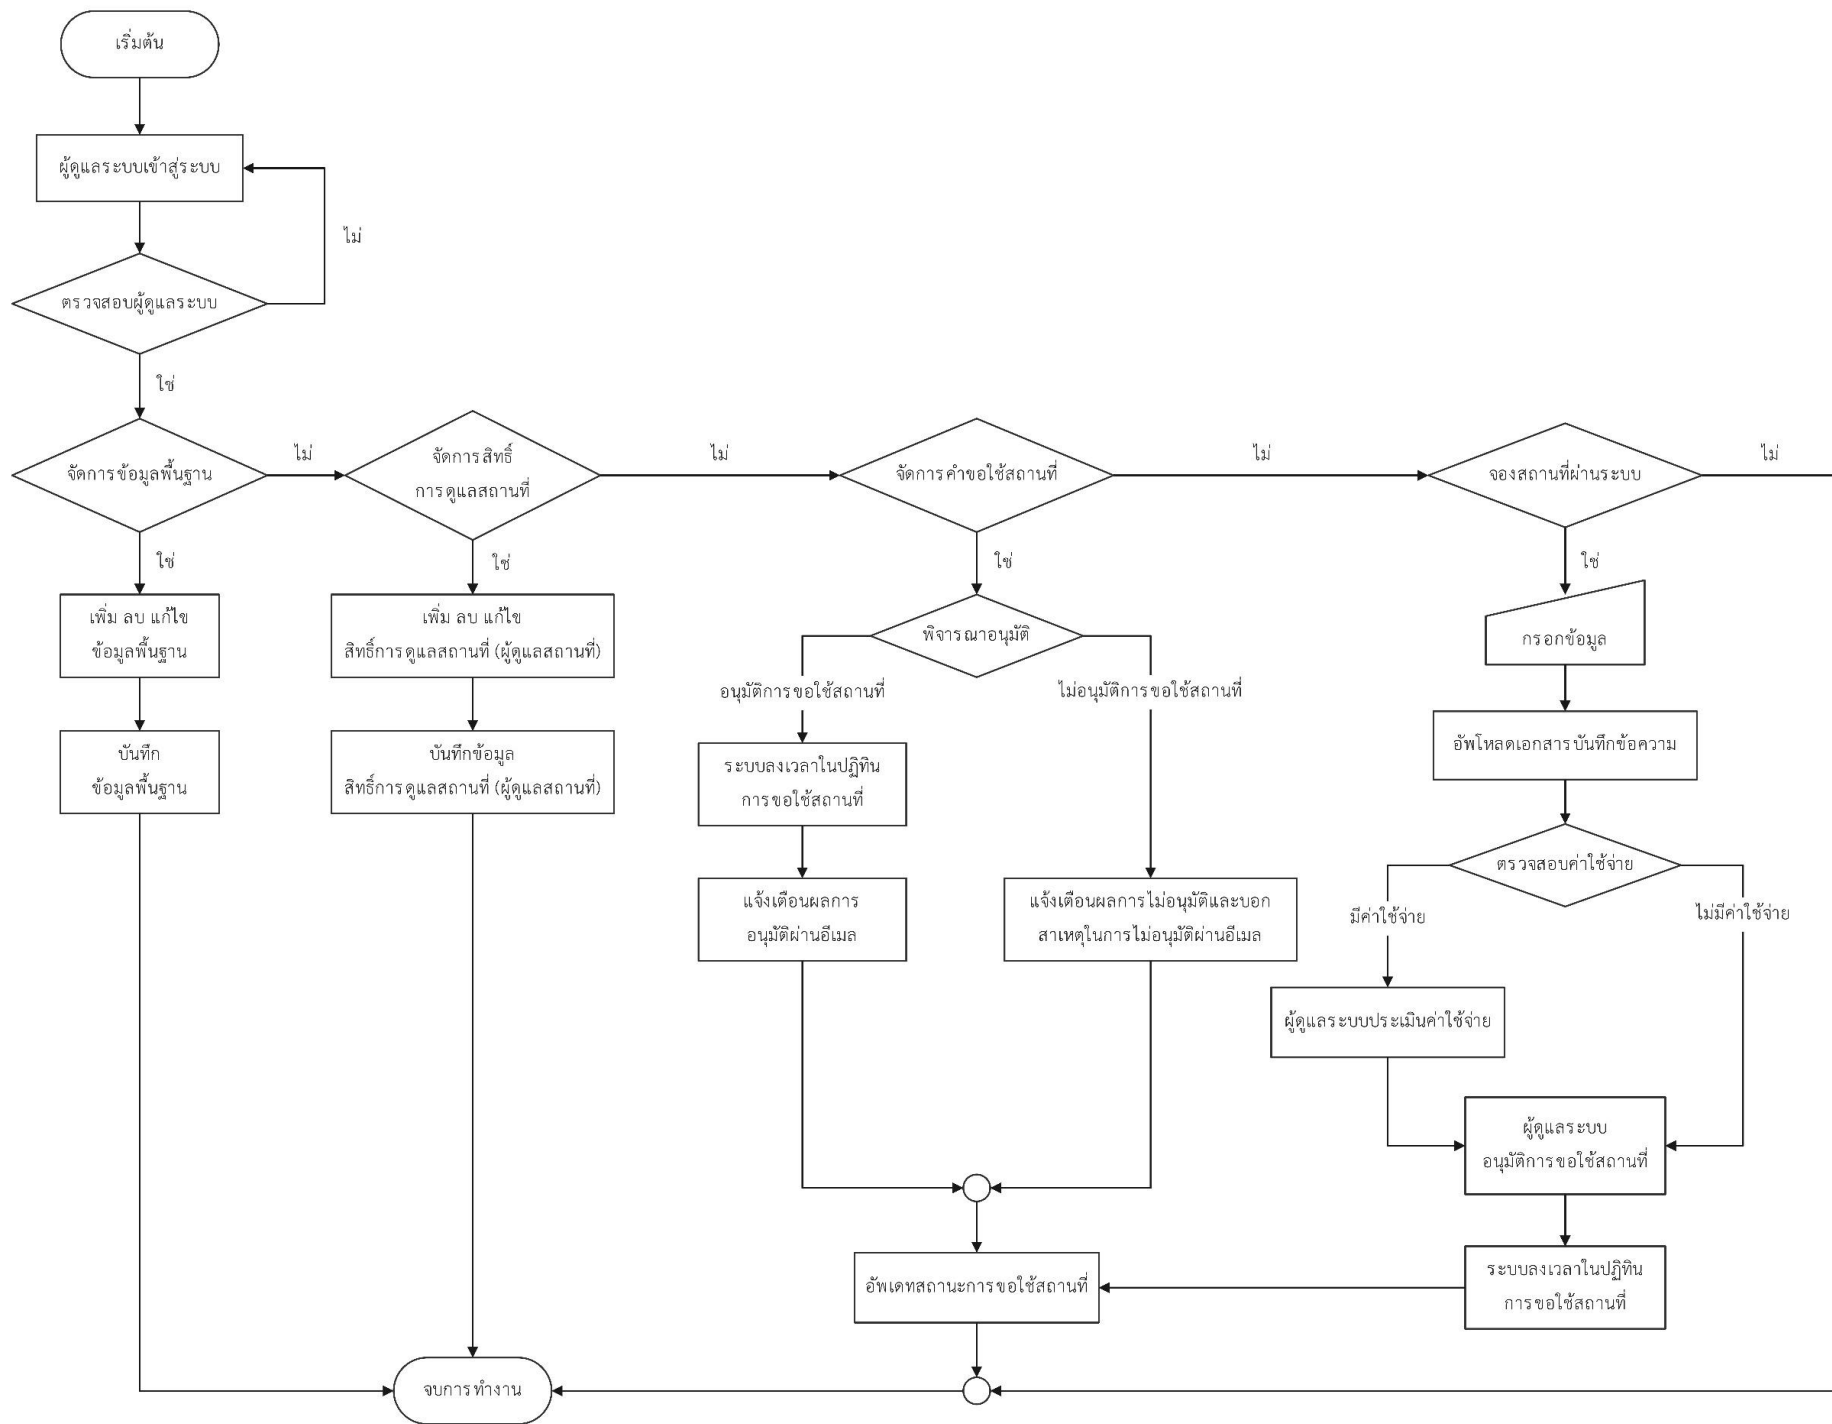 เริ่มต้น
ผู้ดูแลระบบเข้าสู่ระบบ
ไม่
ตรวจสอบผู้ดูแลระบบ
ใช่
จัดการข้อมูลพื้นฐาน
ไม่
จัดการสิทธิ์
การดูแลสถานที่
ไม่
จัดการคำขอใช้สถานที่
ไม่
จองสถานที่ผ่านระบบ
ไม่
ใช่
เพิ่ม ลบ แก้ไข
ข้อมูลพื้นฐาน
บันทึก
ข้อมูลพื้นฐาน
ใช่
เพิ่ม ลบ แก้ไข
สิทธิ์การดูแลสถานที่ (ผู้ดูแลสถานที่)
บันทึกข้อมูล
สิทธิ์การดูแลสถานที่ (ผู้ดูแลสถานที่)
ใช่
พิจารณาอนุมัติ
อนุมัติการขอใช้สถานที่
ไม่อนุมัติการขอใช้สถานที่
ระบบลงเวลาในปฏิทิน
การขอใช้สถานที่
แจ้งเตือนผลการ
อนุมัติผ่านอีเมล
แจ้งเตือนผลการไม่อนุมัติและบอก
สาเหตุในการไม่อนุมัติผ่านอีเมล
ใช่
กรอกข้อมูล
อัพโหลดเอกสารบันทึกข้อความ
ตรวจสอบค่าใช้จ่าย
มีค่าใช้จ่าย
ไม่มีค่าใช้จ่าย
ผู้ดูแลระบบประเมินค่าใช้จ่าย
ผู้ดูแลระบบ
อนุมัติการขอใช้สถานที่
ระบบลงเวลาในปฏิทิน
การขอใช้สถานที่
อัพเดทสถานะการขอใช้สถานที่
จบการทำงาน